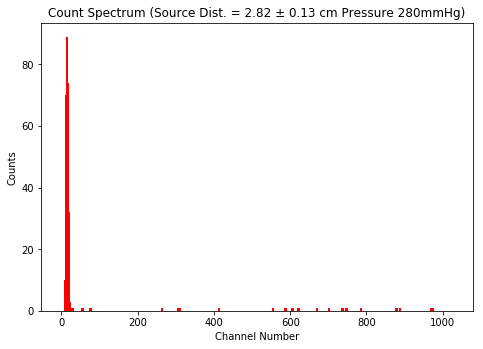 Count Spectrum (Source Dist. = 2.82 ± 0.13 cm Pressure 280mmHg)
80
60
40
20
0
Counts
0 200 400 600 800 1000
Channel Number